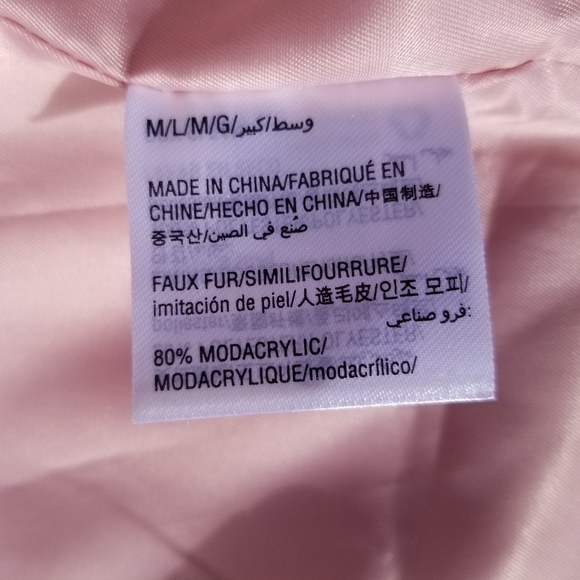 M/L/M/G/وسط/كبير
MADE IN CHINA/FABRIQUÉ EN
CHINE/HECHO EN CHINA/中国制造/
중국산/صُنع في الصين
FAUX FUR/SIMILIFOURRURE/
imitación de piel/人造毛皮/인조 모피/
فرو صناعي:
80% MODACRYLIC/
MODACRYLIQUE/modacrílico/